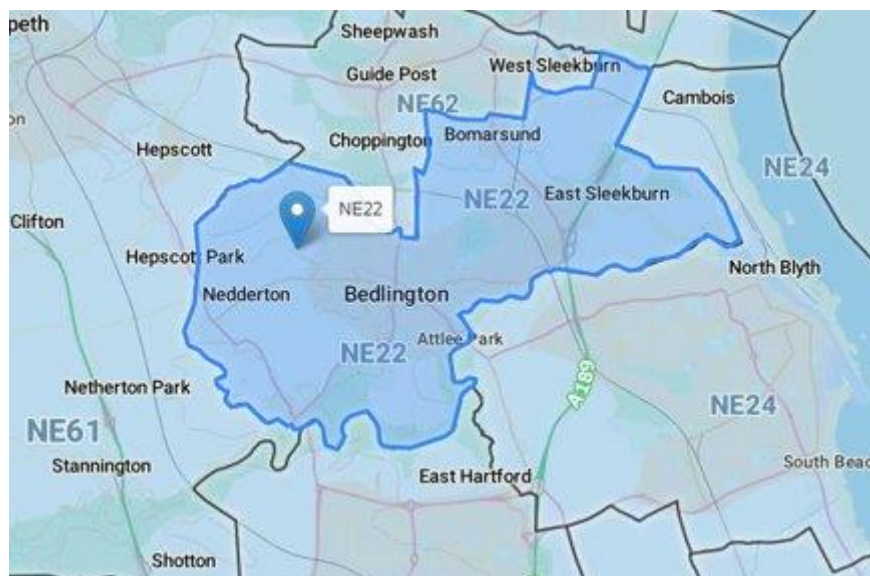 peth
Sheepwash
Guide Post
West Sleekburn
NE62
Cambois
on
Choppington
Bomarsund
Hepscott
NE24
NE22
East Sleekburn
NE22
Clifton
Hepscott Park
North Blyth
Nedderton
Bedlington
Attlee Park
NE22
A189
Netherton Park
NE24
NE61
Stannington
East Hartford
South Beac
Shotton